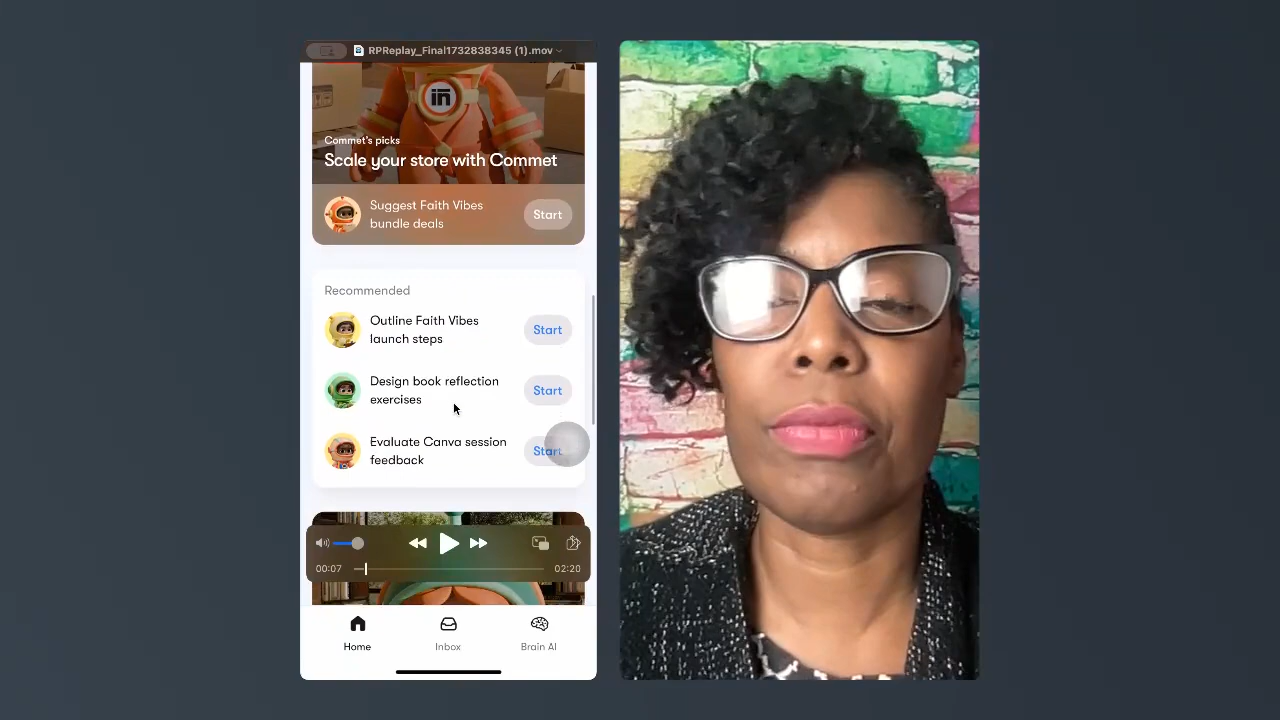 RPReplay_Final1732838345 (1).mov
in
Commet's picks
Scale your store with Commet
Suggest Faith Vibes
bundle deals
Start
Recommended
Outline Faith Vibes
launch steps
Start
Design book reflection
exercises
Start
Evaluate Canva session
feedback
Start
00:07
02:20
Home
Inbox
Brain AI